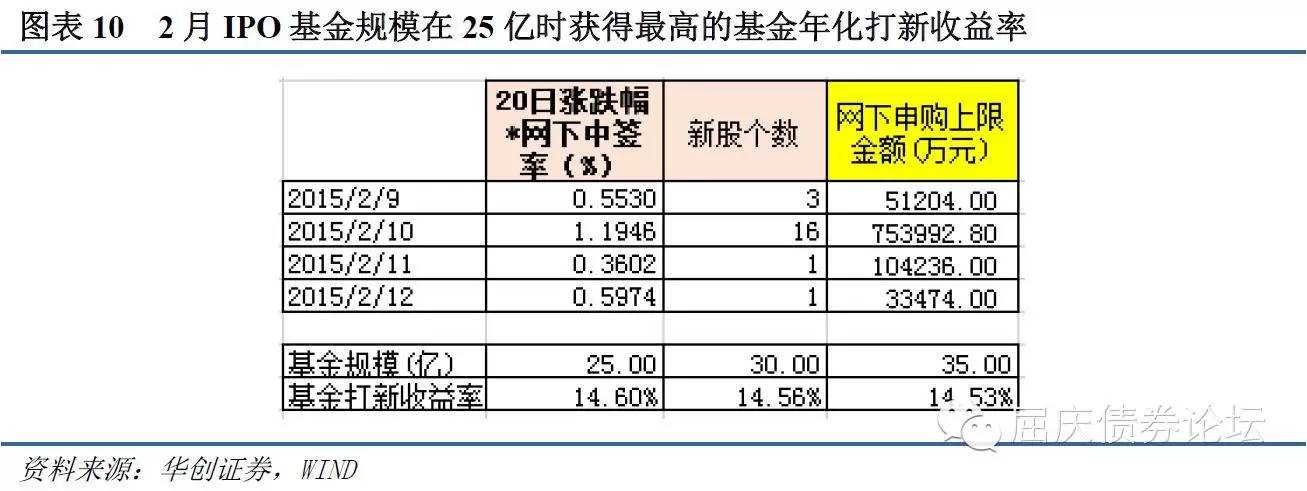 图表 10 2 月 IPO 基金规模在 25 亿时获得最高的基金年化打新收益率
20日涨跌幅*网下中签率(%) 新股个数 网下申购上限金额(万元)
2015/2/9 0.5530 3 51204.00
2015/2/10 1.1946 16 753992.80
2015/2/11 0.3602 1 104236.00
2015/2/12 0.5974 1 33474.00
基金规模(亿) 25.00 30.00 35.00
基金打新收益率 14.60% 14.56% 14.53%
屈庆债券论坛
资料来源：华创证券，WIND